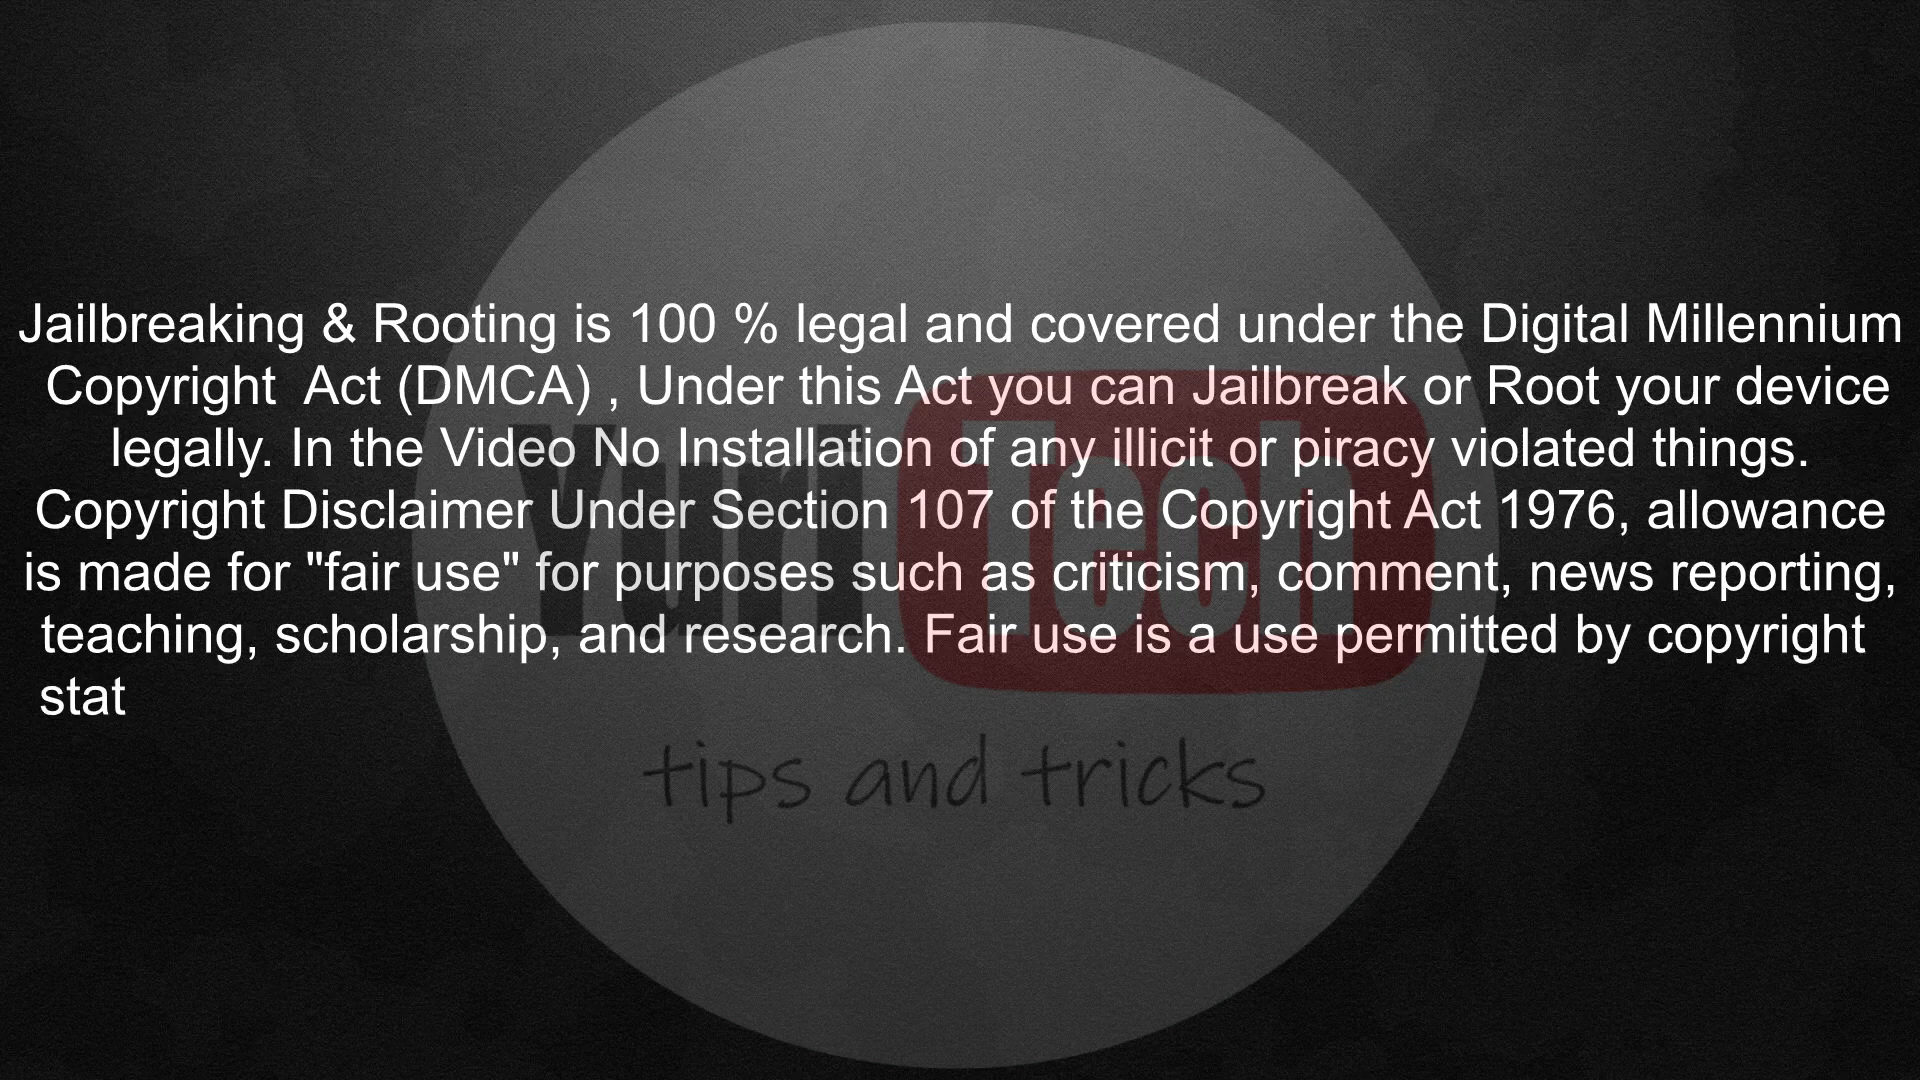 Jailbreaking & Rooting is 100 % legal and covered under the Digital Millennium
Copyright  Act (DMCA) , Under this Act you can Jailbreak or Root your device
legally. In the Video No Installation of any illicit or piracy violated things.
Copyright Disclaimer Under Section 107 of the Copyright Act 1976, allowance
is made for "fair use" for purposes such as criticism, comment, news reporting,
teaching, scholarship, and research. Fair use is a use permitted by copyright
stat
Yuri Tech
tips and tricks